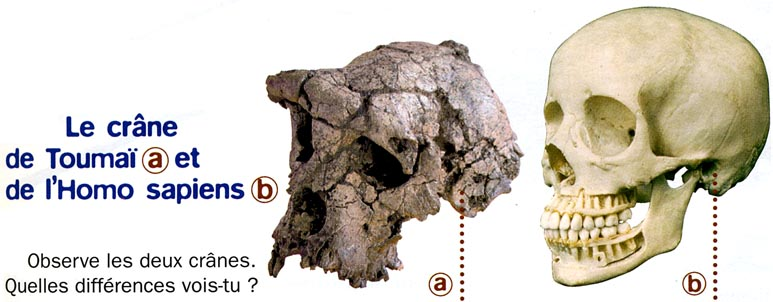 Le crâne
de Toumaï a et
de l'Homo sapiens b
Observe les deux crânes.
Quelles différences vois-tu ?
a
b